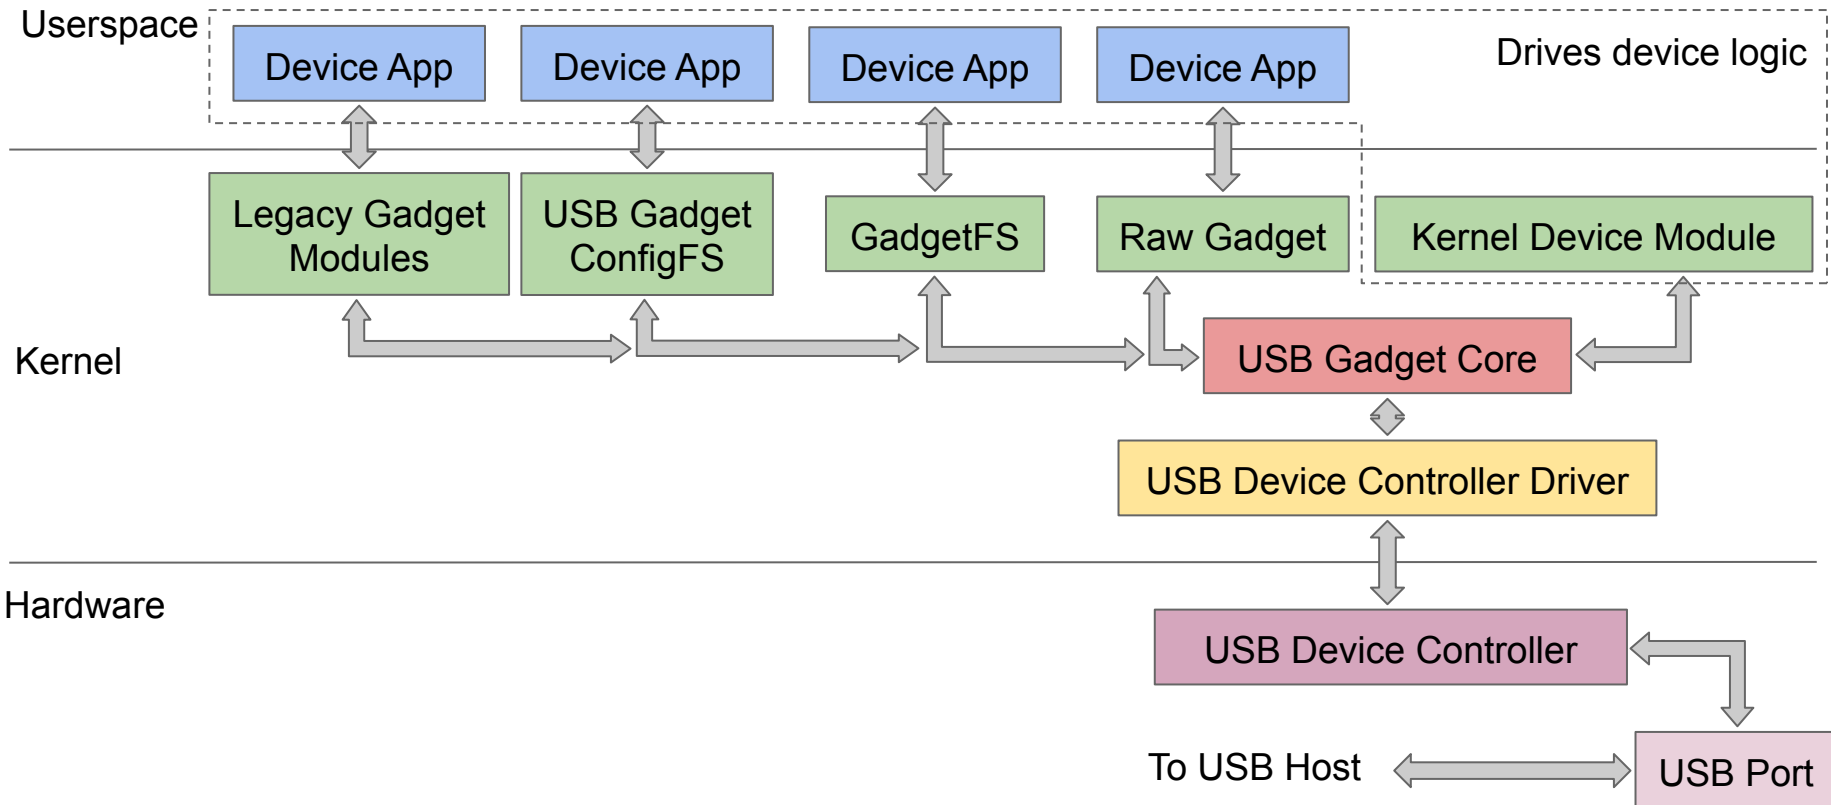 Userspace
Device App
Device App
Device App
Device App
Drives device logic
Legacy Gadget
Modules
USB Gadget
ConfigFS
GadgetFS
Raw Gadget
Kernel Device Module
Kernel
USB Gadget Core
USB Device Controller Driver
Hardware
USB Device Controller
To USB Host
USB Port